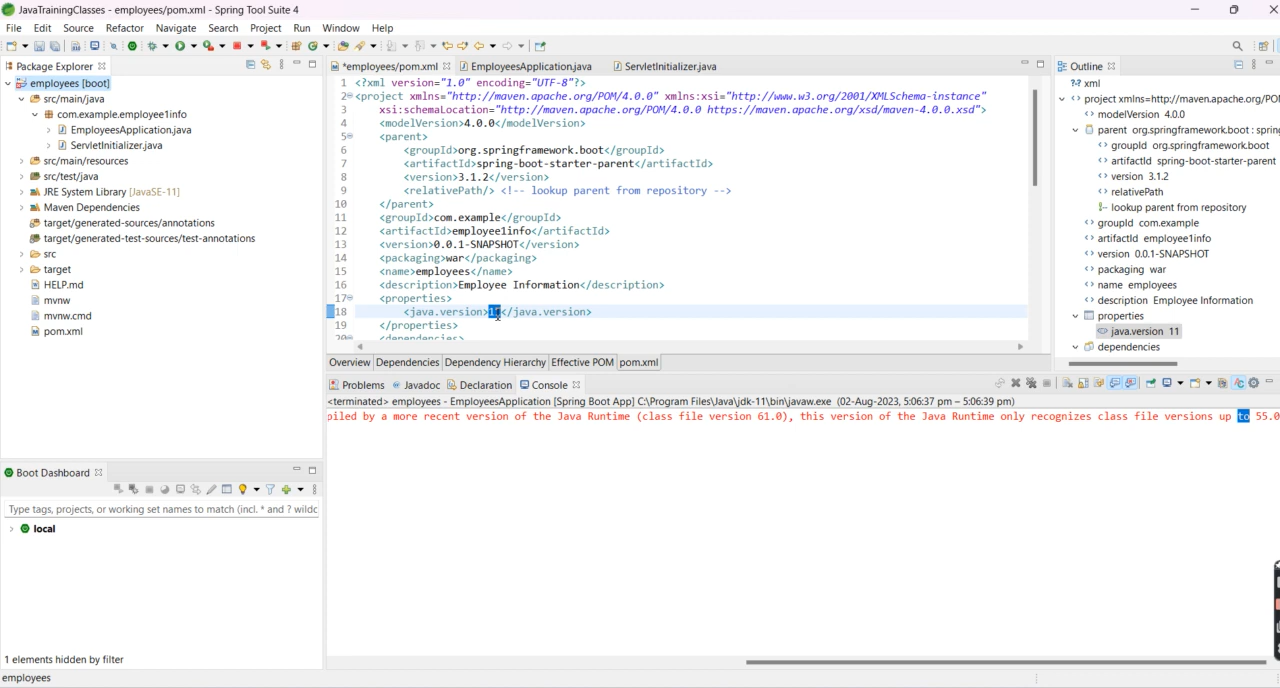 JavaTrainingClasses - employees/pom.xml - Spring Tool Suite 4
File Edit Source Refactor Navigate Search Project Run Window Help
Package Explorer
employees [boot]
src/main/java
com.example.employee1info
EmployeesApplication.java
ServletInitializer.java
src/main/resources
src/test/java
JRE System Library [JavaSE-11]
Maven Dependencies
target/generated-sources/annotations
target/generated-test-sources/test-annotations
src
target
HELP.md
mvnw
mvnw.cmd
pom.xml
Boot Dashboard
Type tags, projects, or working set names to match (incl. * and ? wildc
local
1 elements hidden by filter
employees
*employees/pom.xml EmployeesApplication.java ServletInitializer.java
1 <?xml version="1.0" encoding="UTF-8"?>
2 <project xmlns="http://maven.apache.org/POM/4.0.0" xmlns:xsi="http://www.w3.org/2001/XMLSchema-instance"
3 xsi:schemaLocation="http://maven.apache.org/POM/4.0.0 https://maven.apache.org/xsd/maven-4.0.0.xsd">
4 <modelVersion>4.0.0</modelVersion>
5 <parent>
6 <groupId>org.springframework.boot</groupId>
7 <artifactId>spring-boot-starter-parent</artifactId>
8 <version>3.1.2</version>
9 <relativePath/> <!-- lookup parent from repository -->
10 </parent>
11 <groupId>com.example</groupId>
12 <artifactId>employee1info</artifactId>
13 <version>0.0.1-SNAPSHOT</version>
14 <packaging>war</packaging>
15 <name>employees</name>
16 <description>Employee Information</description>
17 <properties>
18 <java.version>11</java.version>
19 </properties>
20 <dependencies>
Overview Dependencies Dependency Hierarchy Effective POM pom.xml
Problems Javadoc Declaration Console
<terminated> employees - EmployeesApplication [Spring Boot App] C:\Program Files\Java\jdk-11\bin\javaw.exe (02-Aug-2023, 5:06:37 pm – 5:06:39 pm)
piled by a more recent version of the Java Runtime (class file version 61.0), this version of the Java Runtime only recognizes class file versions up to 55.0
Outline
?-? xml
project xmlns=http://maven.apache.org/PO
modelVersion 4.0.0
parent org.springframework.boot : spring
groupId org.springframework.boot
artifactId spring-boot-starter-parent
version 3.1.2
relativePath
lookup parent from repository
groupId com.example
artifactId employee1info
version 0.0.1-SNAPSHOT
packaging war
name employees
description Employee Information
properties
java.version 11
dependencies